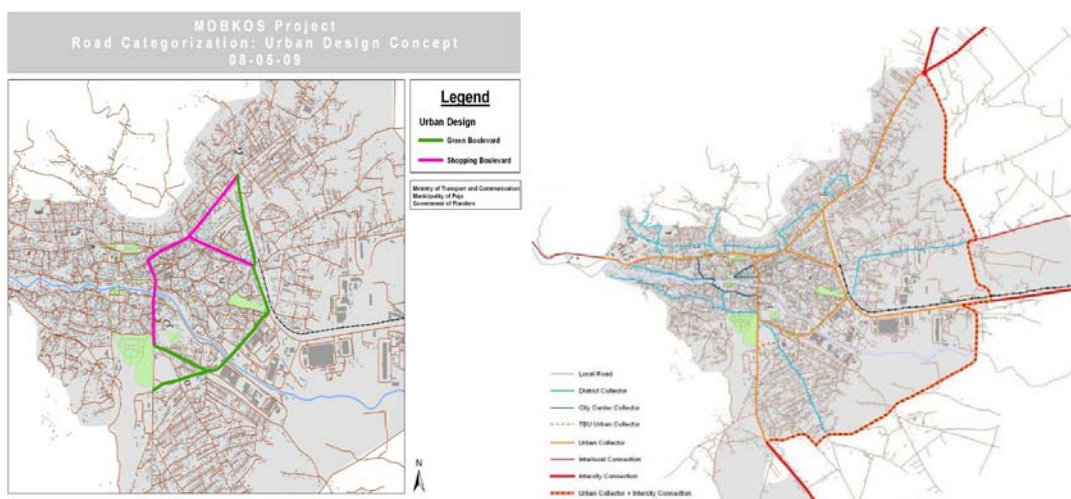 MOBKOS Project
Road Categorization: Urban Design Concept
08-05-09
Legend
Urban Design
Green Boulevard
Shopping Boulevard
Ministry of Transport and Communication
Municipality of Peja
Government of Flanders
N
Local Road
District Collector
City Center Collector
TBU Urban Collector
Urban Collector
Interlocal Connection
Intercity Connection
Urban Collector + Intercity Connection